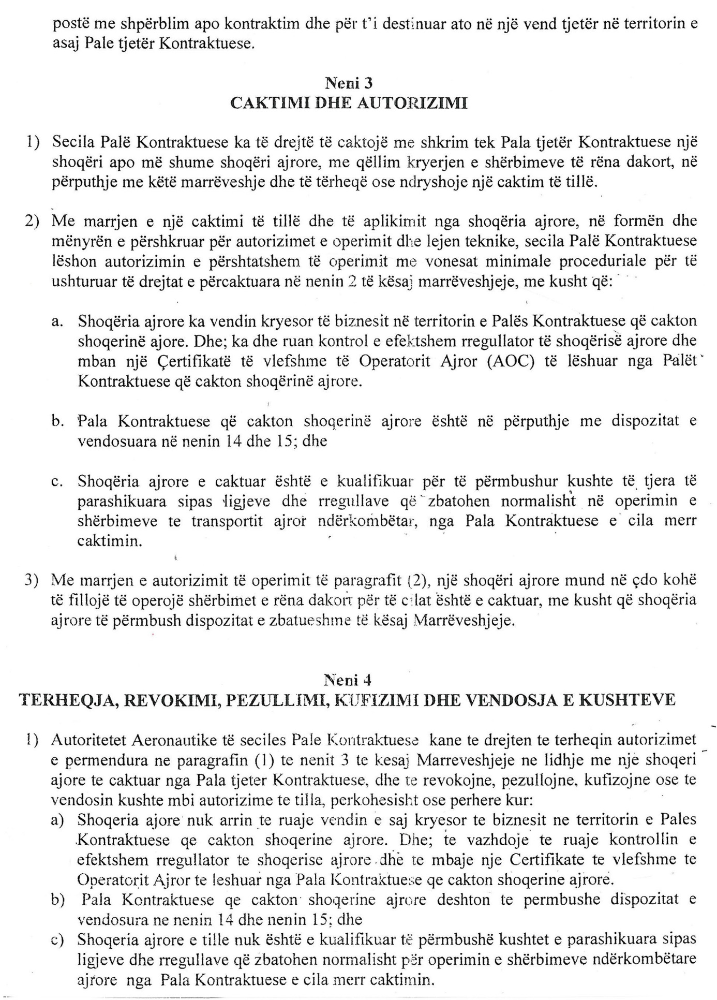 postë me shpërblim apo kontraktim dhe për t'i destinuar ato në një vend tjetër në territorin e
asaj Pale tjetër Kontraktuese.
Neni 3
CAKTIMI DHE AUTORIZIMI
1) Secila Palë Kontraktuese ka të drejtë të caktojë me shkrim tek Pala tjetër Kontraktuese një
shoqëri apo më shume shoqëri ajrore, me qëllim kryerjen e shërbimeve të rëna dakort, në
përputhje me këtë marrëveshje dhe të tërheqë ose ndryshoje një caktim të tillë.
2) Me marrjen e një caktimi të tillë dhe të aplikimit nga shoqëria ajrore, në formën dhe
mënyrën e përshkruar për autorizimet e operimit dhe lejen teknike, secila Palë Kontraktuese
lëshon autorizimin e përshtatshem të operimit me vonesat minimale proceduriale për të
ushturuar të drejtat e përcaktuara në nenin 2 të kësaj marrëveshjeje, me kusht që:
a. Shoqëria ajrore ka vendin kryesor të biznesit në territorin e Palës Kontraktuese që cakton
shoqerinë ajore. Dhe; ka dhe ruan kontrol e efektshem rregullator të shoqërisë ajrore dhe
mban një Çertifikatë të vlefshme të Operatorit Ajror (AOC) të lëshuar nga Palët
Kontraktuese që cakton shoqërinë ajrore.
b. Pala Kontraktuese që cakton shoqerinë ajrore është në përputhje me dispozitat e
vendosuara në nenin 14 dhe 15; dhe
c. Shoqëria ajrore e caktuar është e kualifikuar për të përmbushur kushte të tjera të
parashikuara sipas ligjeve dhe rregullave që zbatohen normalisht në operimin e
shërbimeve te transportit ajror ndërkombëtar, nga Pala Kontraktuese e cila merr
caktimin.
3) Me marrjen e autorizimit të operimit të paragrafit (2), një shoqëri ajrore mund në çdo kohë
të fillojë të operojë shërbimet e rëna dakort për të cilat është e caktuar, me kusht që shoqëria
ajrore të përmbush dispozitat e zbatueshme të kësaj Marrëveshjeje.
Neni 4
TERHEQJA, REVOKIMI, PEZULLIMI, KUFIZIMI DHE VENDOSJA E KUSHTEVE
1) Autoritetet Aeronautike të seciles Pale Kontraktuese kane te drejten te terheqin autorizimet
e permendura ne paragrafin (1) te nenit 3 te kesaj Marreveshjeje ne lidhje me nje shoqeri
ajore te caktuar nga Pala tjeter Kontraktuese, dhe te revokojne, pezullojne, kufizojne ose te
vendosin kushte mbi autorizime te tilla, perkohesisht ose perhere kur:
a) Shoqeria ajore nuk arrin te ruaje vendin e saj kryesor te biznesit ne territorin e Pales
Kontraktuese qe cakton shoqerine ajrore. Dhe; te vazhdoje te ruaje kontrollin e
efektshem rregullator te shoqerise ajrore dhe te mbaje nje Certifikate te vlefshme te
Operatorit Ajror te leshuar nga Pala Kontraktuese qe cakton shoqerine ajrore.
b) Pala Kontraktuese qe cakton shoqerine ajrore deshton te permbushe dispozitat e
vendosura ne nenin 14 dhe nenin 15; dhe
c) Shoqeria ajrore e tille nuk është e kualifikuar të përmbushë kushtet e parashikuara sipas
ligjeve dhe rregullave që zbatohen normalisht për operimin e shërbimeve ndërkombëtare
ajrore nga Pala Kontraktuese e cila merr caktimin.